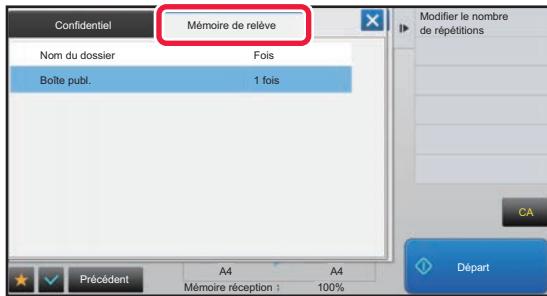 Confidentiel
Mémoire de relève
Modifier le nombre
de répétitions
Nom du dossier
Fois
Boîte publ.
1 fois
CA
Précédent
A4
A4
Départ
Mémoire réception :
100%